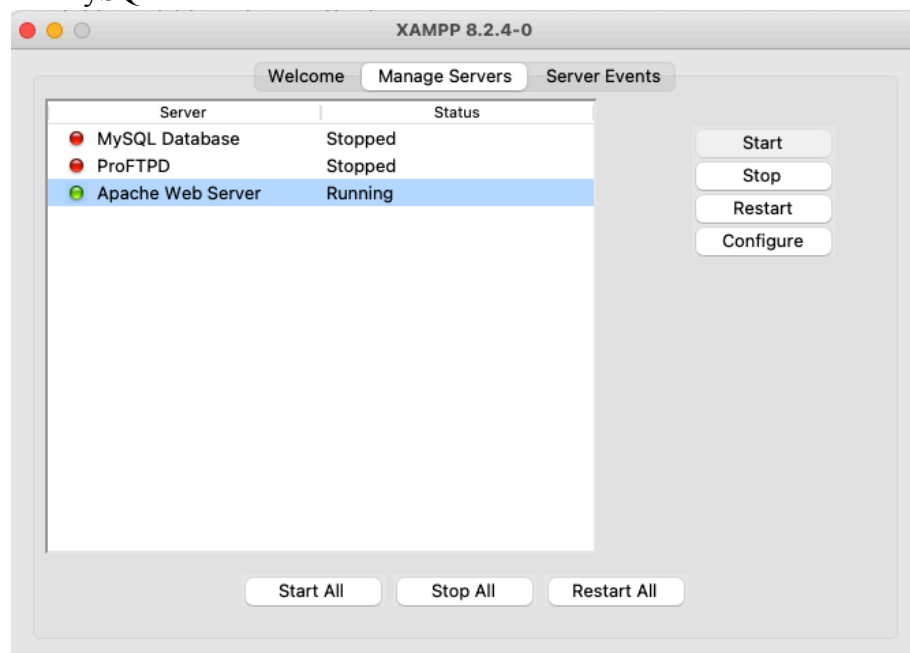 XAMPP 8.2.4-0
Welcome Manage Servers Server Events
Server Status
MySQL Database Stopped
ProFTPD Stopped
Apache Web Server Running
Start
Stop
Restart
Configure
Start All Stop All Restart All